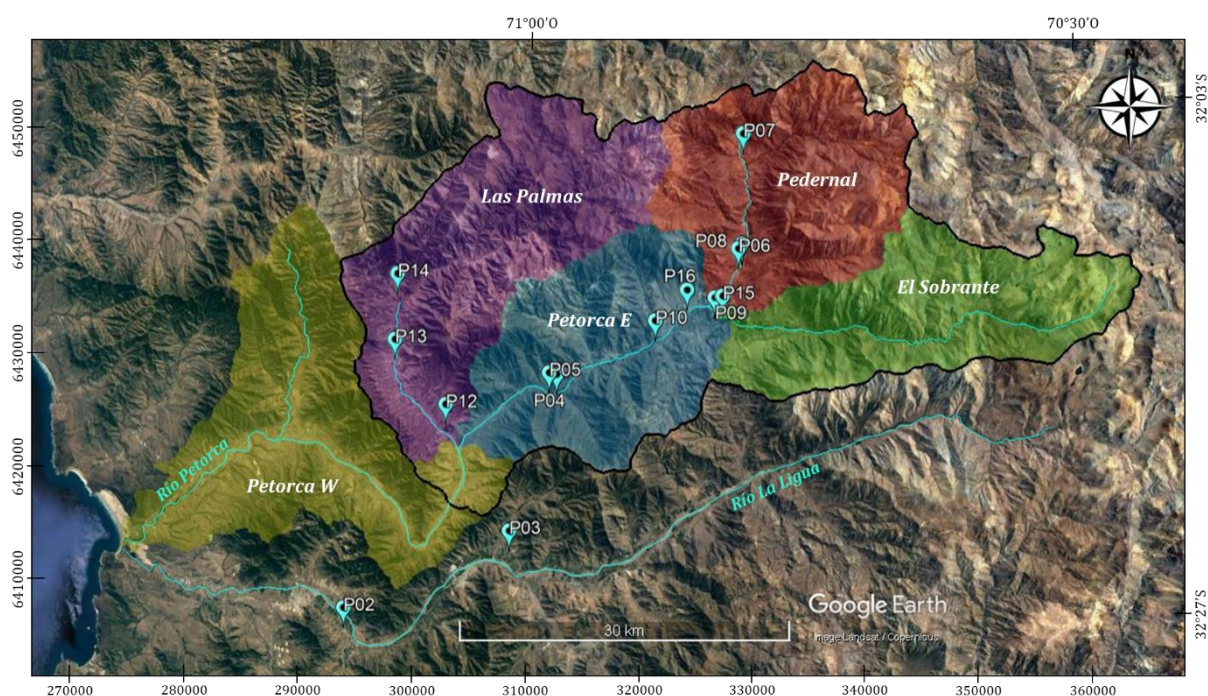 71°00'O
70°30'O
32°03'S
32°27'S
N
6450000
6440000
6430000
6420000
6410000
270000
280000
290000
300000
310000
320000
330000
340000
350000
360000
Las Palmas
Pedernal
El Sobrante
Petorca E
Petorca W
Río Petorca
Río La Ligua
P07
P08
P06
P14
P16
P15
P09
P10
P13
P05
P04
P12
P03
P02
Google Earth
Image Landsat / Copernicus
30 km